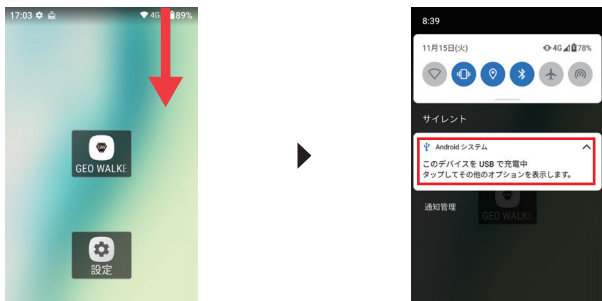 17:03 4G 89%
GEO WALKE
設定
8:39
11月15日(火) 4G 78%
サイレント
Android システム
このデバイスを USB で充電中
タップしてその他のオプションを表示します。
通知管理
GEO WALKE